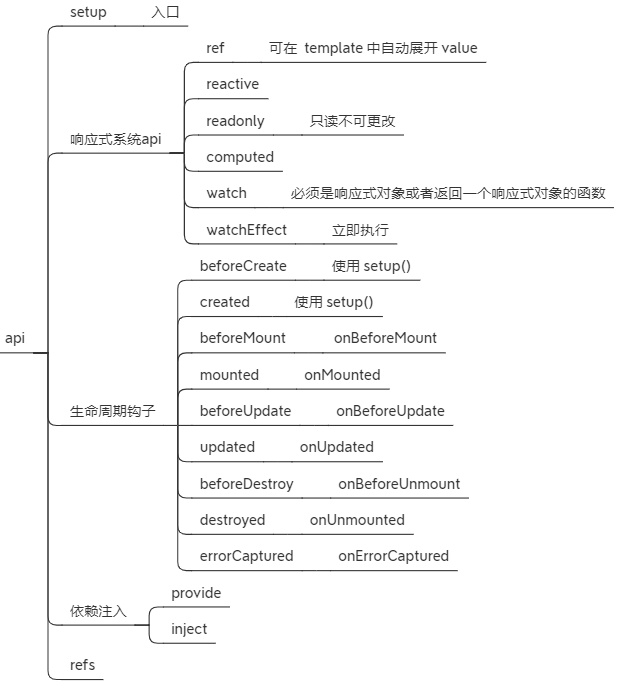 setup 入口
ref 可在 template 中自动展开 value
reactive
readonly 只读不可更改
响应式系统api
computed
watch 必须是响应式对象或者返回一个响应式对象的函数
watchEffect 立即执行
beforeCreate 使用 setup()
created 使用 setup()
api
beforeMount onBeforeMount
mounted onMounted
生命周期钩子
beforeUpdate onBeforeUpdate
updated onUpdated
beforeDestroy onBeforeUnmount
destroyed onUnmounted
errorCaptured onErrorCaptured
provide
依赖注入
inject
refs